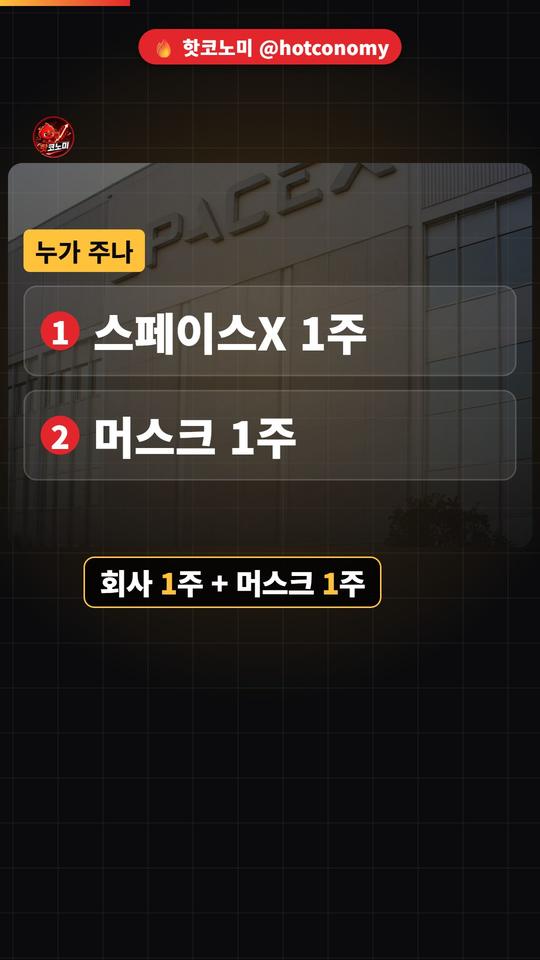 🔥 핫코노미 @hotconomy
핫코노미
SPACEX
누가 주나
1 스페이스X 1주
2 머스크 1주
회사 1주 + 머스크 1주